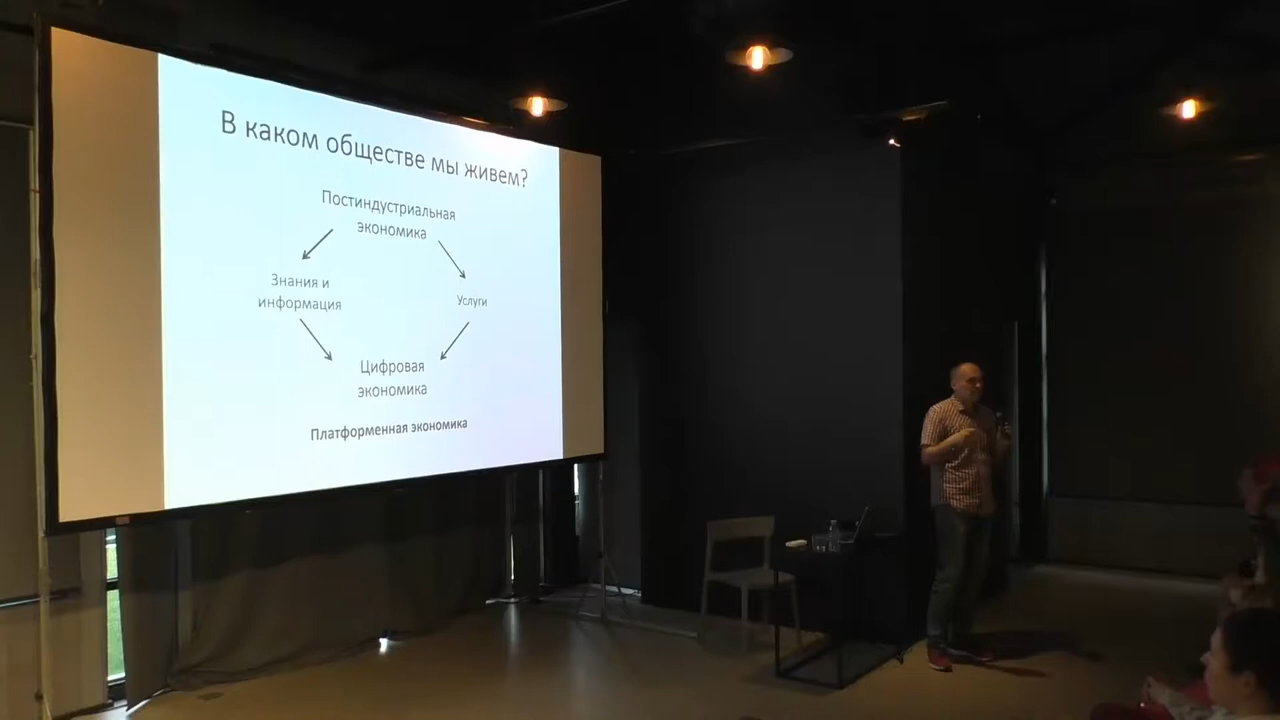 В каком обществе мы живем?
Постиндустриальная
экономика
Знания и
информация
Услуги
Цифровая
экономика
Платформенная экономика